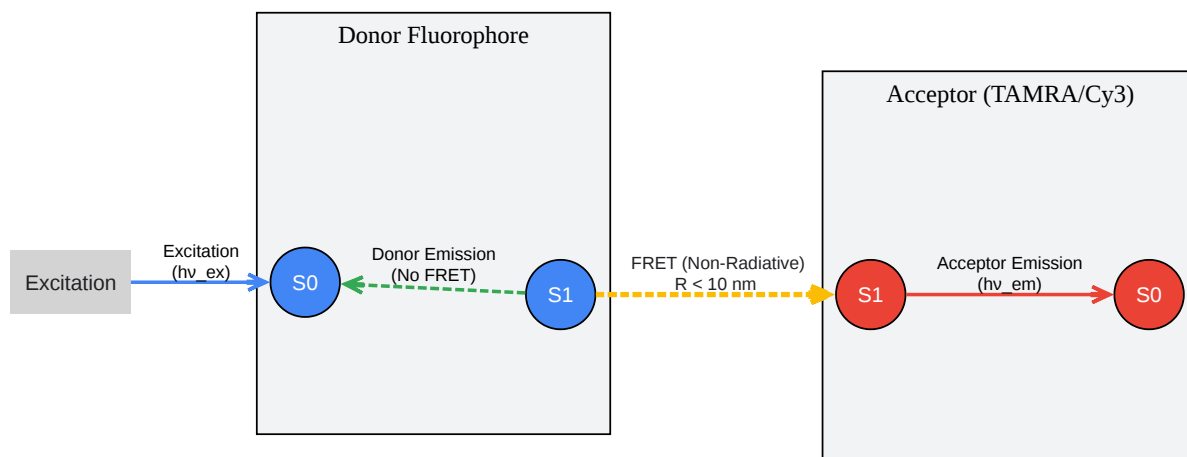 Donor Fluorophore
Acceptor (TAMRA/Cy3)
Excitation
Excitation
(hν_ex)
S0
Donor Emission
(No FRET)
S1
FRET (Non-Radiative)
R < 10 nm
S1
Acceptor Emission
(hν_em)
S0